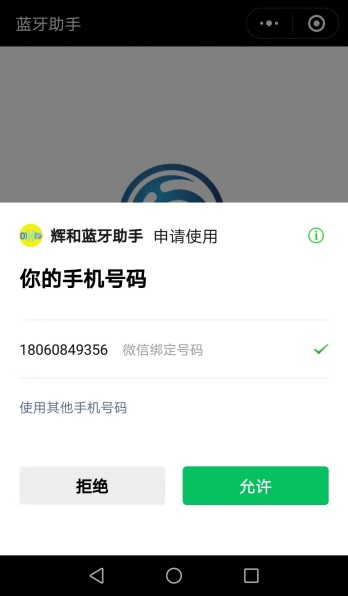 蓝牙助手
辉和蓝牙助手 申请使用
你的手机号码
18060849356 微信绑定号码
使用其他手机号码
拒绝 允许